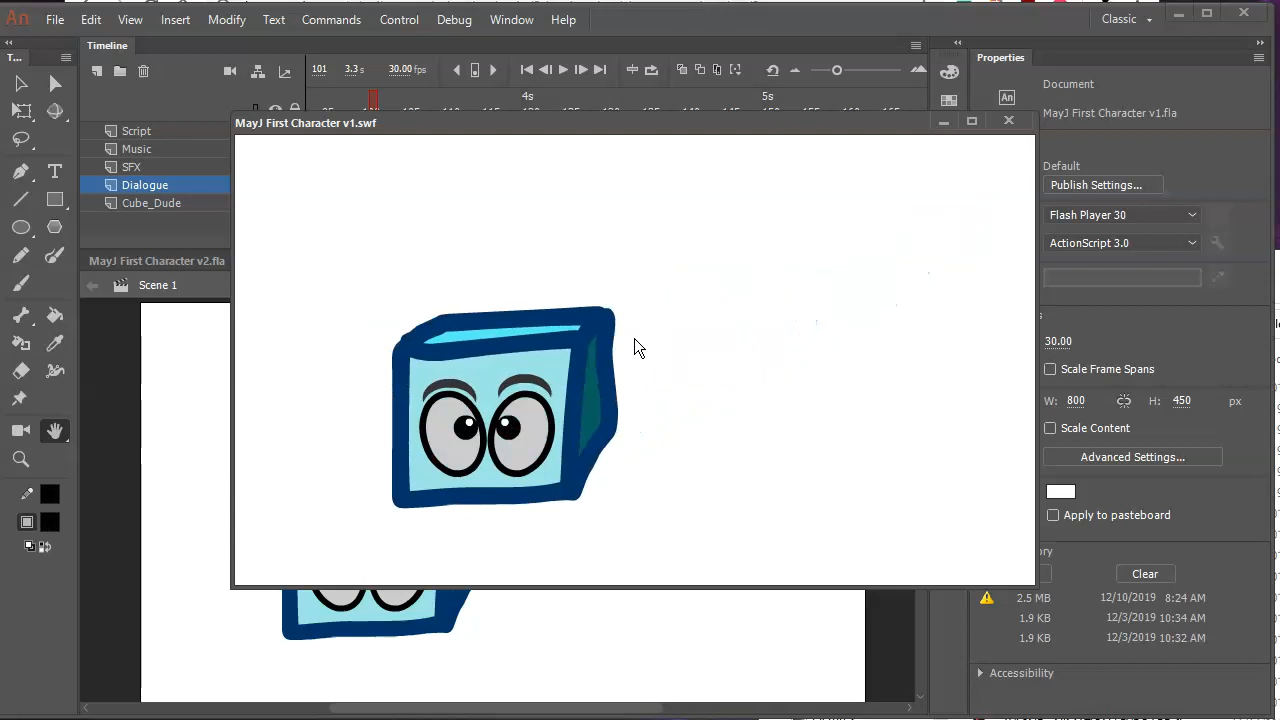 An File Edit View Insert Modify Text Commands Control Debug Window Help Classic
T...
Timeline
101 3.3s 30.00 fps
4s 5s
Script
Music
SFX
Dialogue
Cube_Dude
MayJ First Character v2.fla
Scene 1
MayJ First Character v1.swf
Properties
An Document
MayJ First Character v1.fla
Default
Publish Settings...
Flash Player 30
ActionScript 3.0
30.00
Scale Frame Spans
W: 800 H: 450 px
Scale Content
Advanced Settings...
Apply to pasteboard
Clear
2.5 MB 12/10/2019 8:24 AM
1.9 KB 12/3/2019 10:34 AM
1.9 KB 12/3/2019 10:32 AM
Accessibility